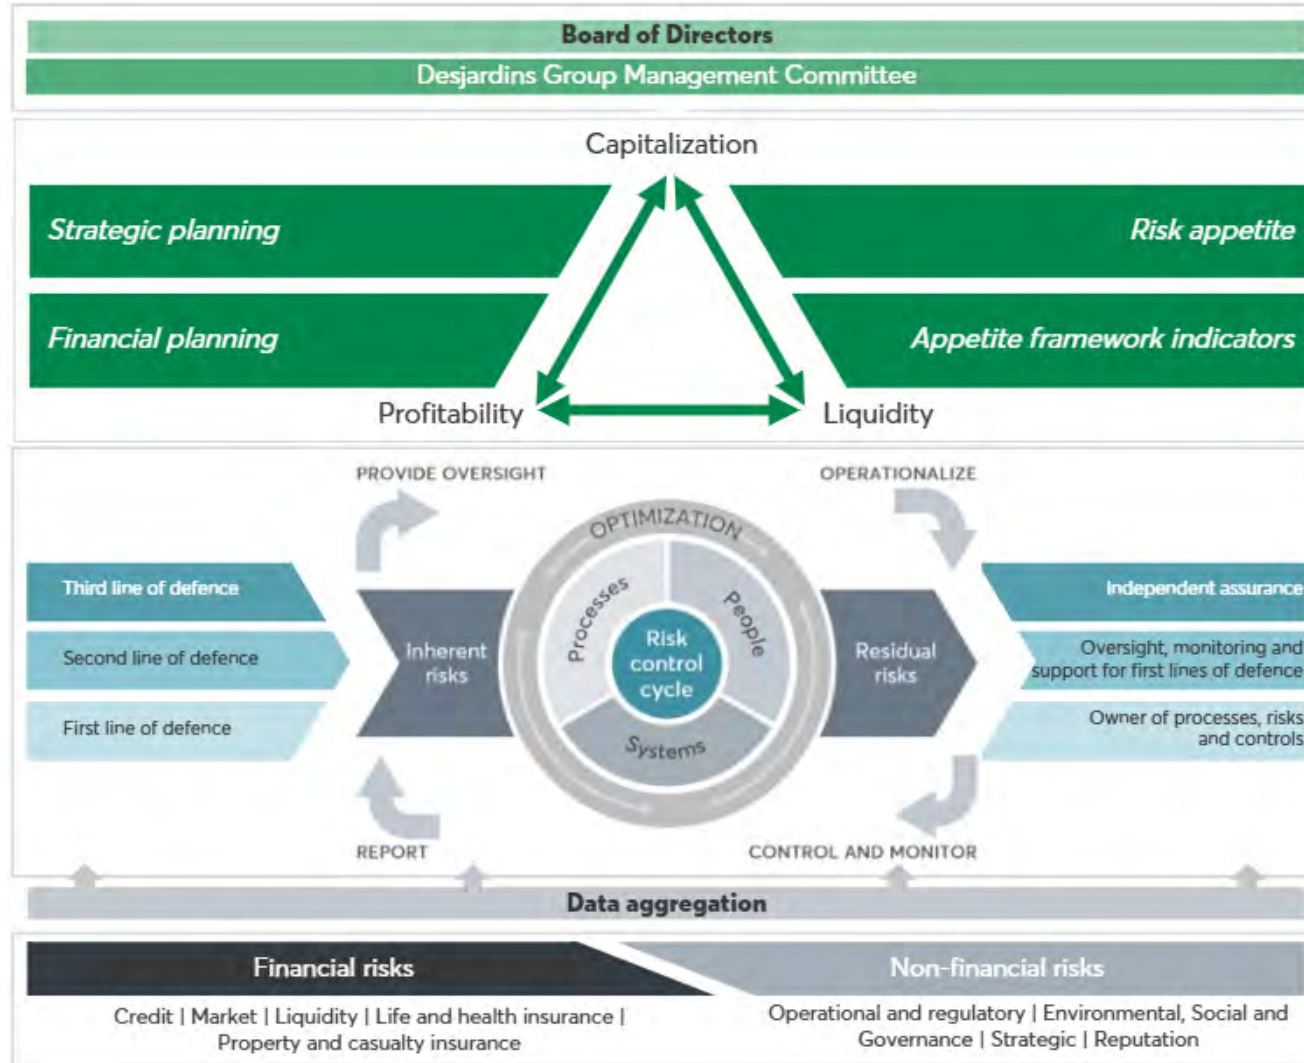 Board of Directors
Desjardins Group Management Committee
Capitalization
Strategic planning
Risk appetite
Financial planning
Appetite framework indicators
Profitability
Liquidity
PROVIDE OVERSIGHT
OPERATIONALIZE
OPTIMIZATION
Third line of defence
Second line of defence
First line of defence
Inherent
risks
Processes
People
Systems
Risk
control
cycle
Residual
risks
Independent assurance
Oversight, monitoring and
support for first lines of defence
Owner of processes, risks
and controls
REPORT
CONTROL AND MONITOR
Data aggregation
Financial risks
Credit | Market | Liquidity | Life and health insurance |
Property and casualty insurance
Non-financial risks
Operational and regulatory | Environmental, Social and
Governance | Strategic | Reputation